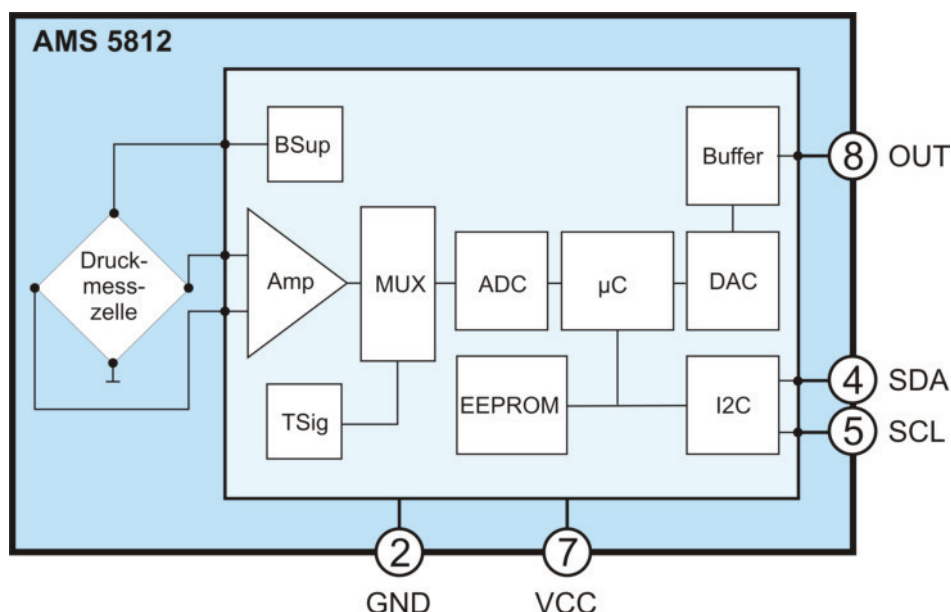 AMS 5812
BSup
Buffer
8 OUT
Druck-
mess-
zelle
Amp
MUX
ADC
µC
DAC
TSig
EEPROM
I2C
4 SDA
5 SCL
2
GND
7
VCC